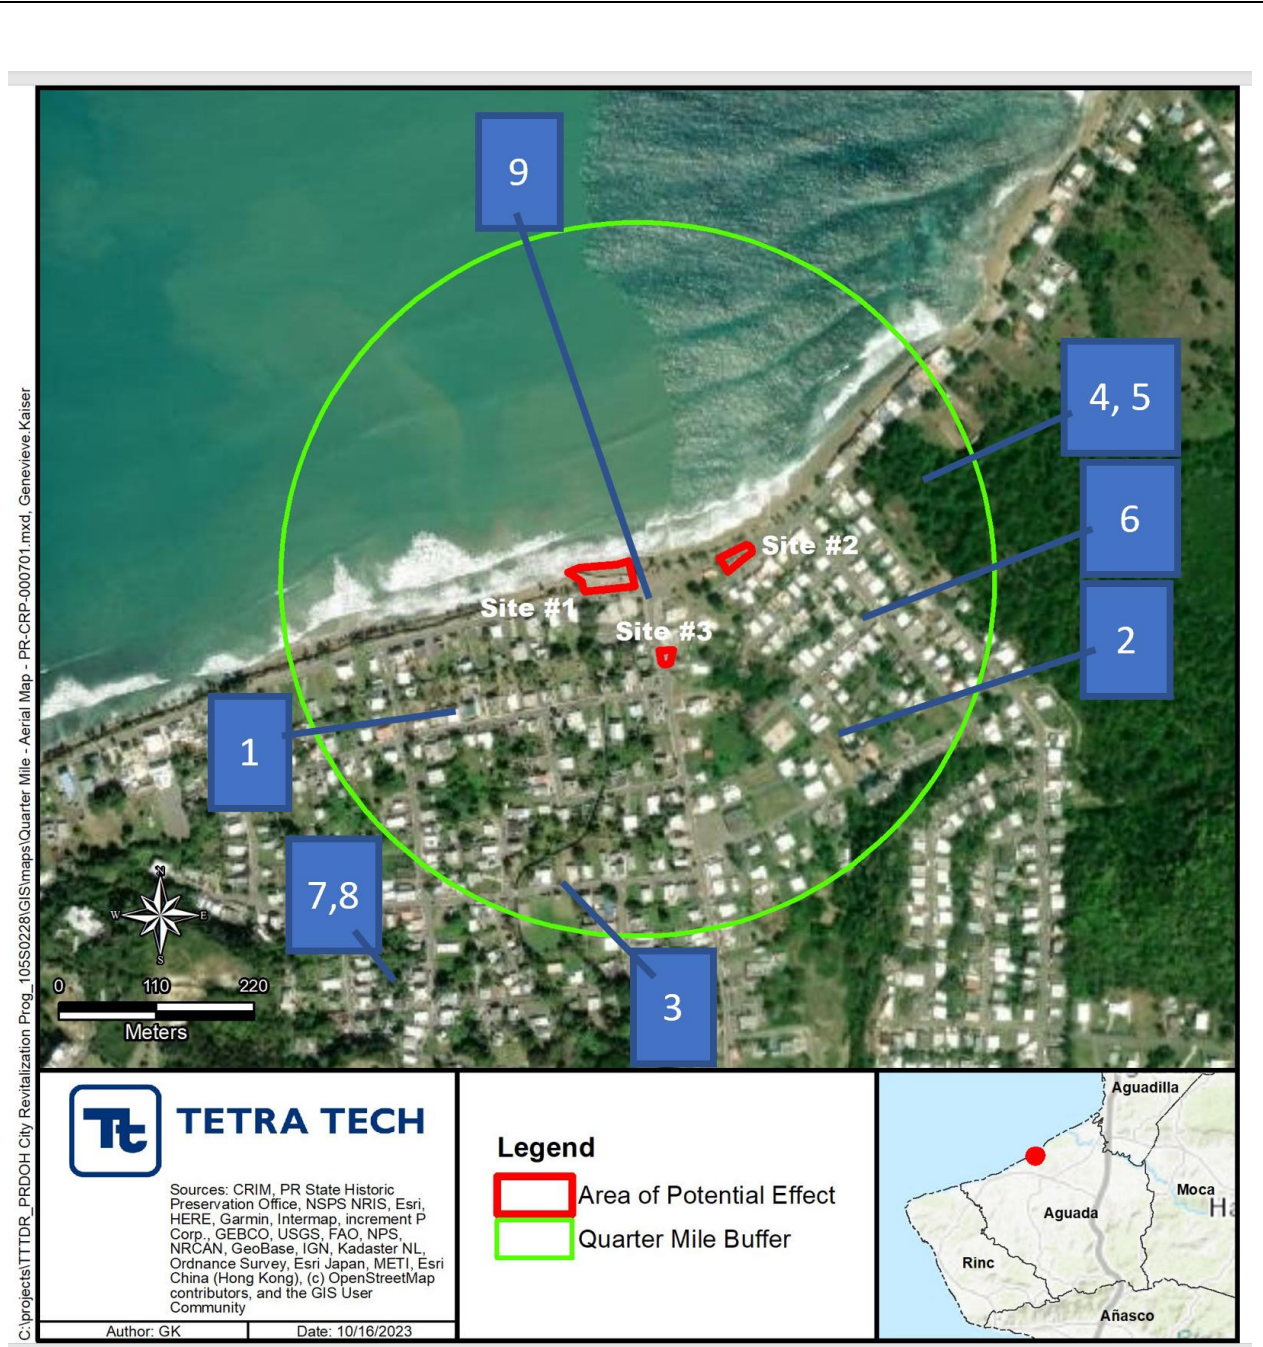 C:\projects\TTTDR_PRDOH City Revitalization Prog_105S0228\GIS\maps\Quarter Mile - Aerial Map - PR-CRP-000701.mxd, Genevieve.Kaiser
9
4, 5
6
Site #2
Site #1
Site #3
2
1
7,8
3
N
W E
S
0 110 220
Meters
Tt TETRA TECH
Sources: CRIM, PR State Historic
Preservation Office, NSPS NRIS, Esri,
HERE, Garmin, Intermap, increment P
Corp., GEBCO, USGS, FAO, NPS,
NRCAN, GeoBase, IGN, Kadaster NL,
Ordnance Survey, Esri Japan, METI, Esri
China (Hong Kong), (c) OpenStreetMap
contributors, and the GIS User
Community
Author: GK
Date: 10/16/2023
Legend
Area of Potential Effect
Quarter Mile Buffer
Aguadilla
Moca
Aguada
Rinc
Añasco